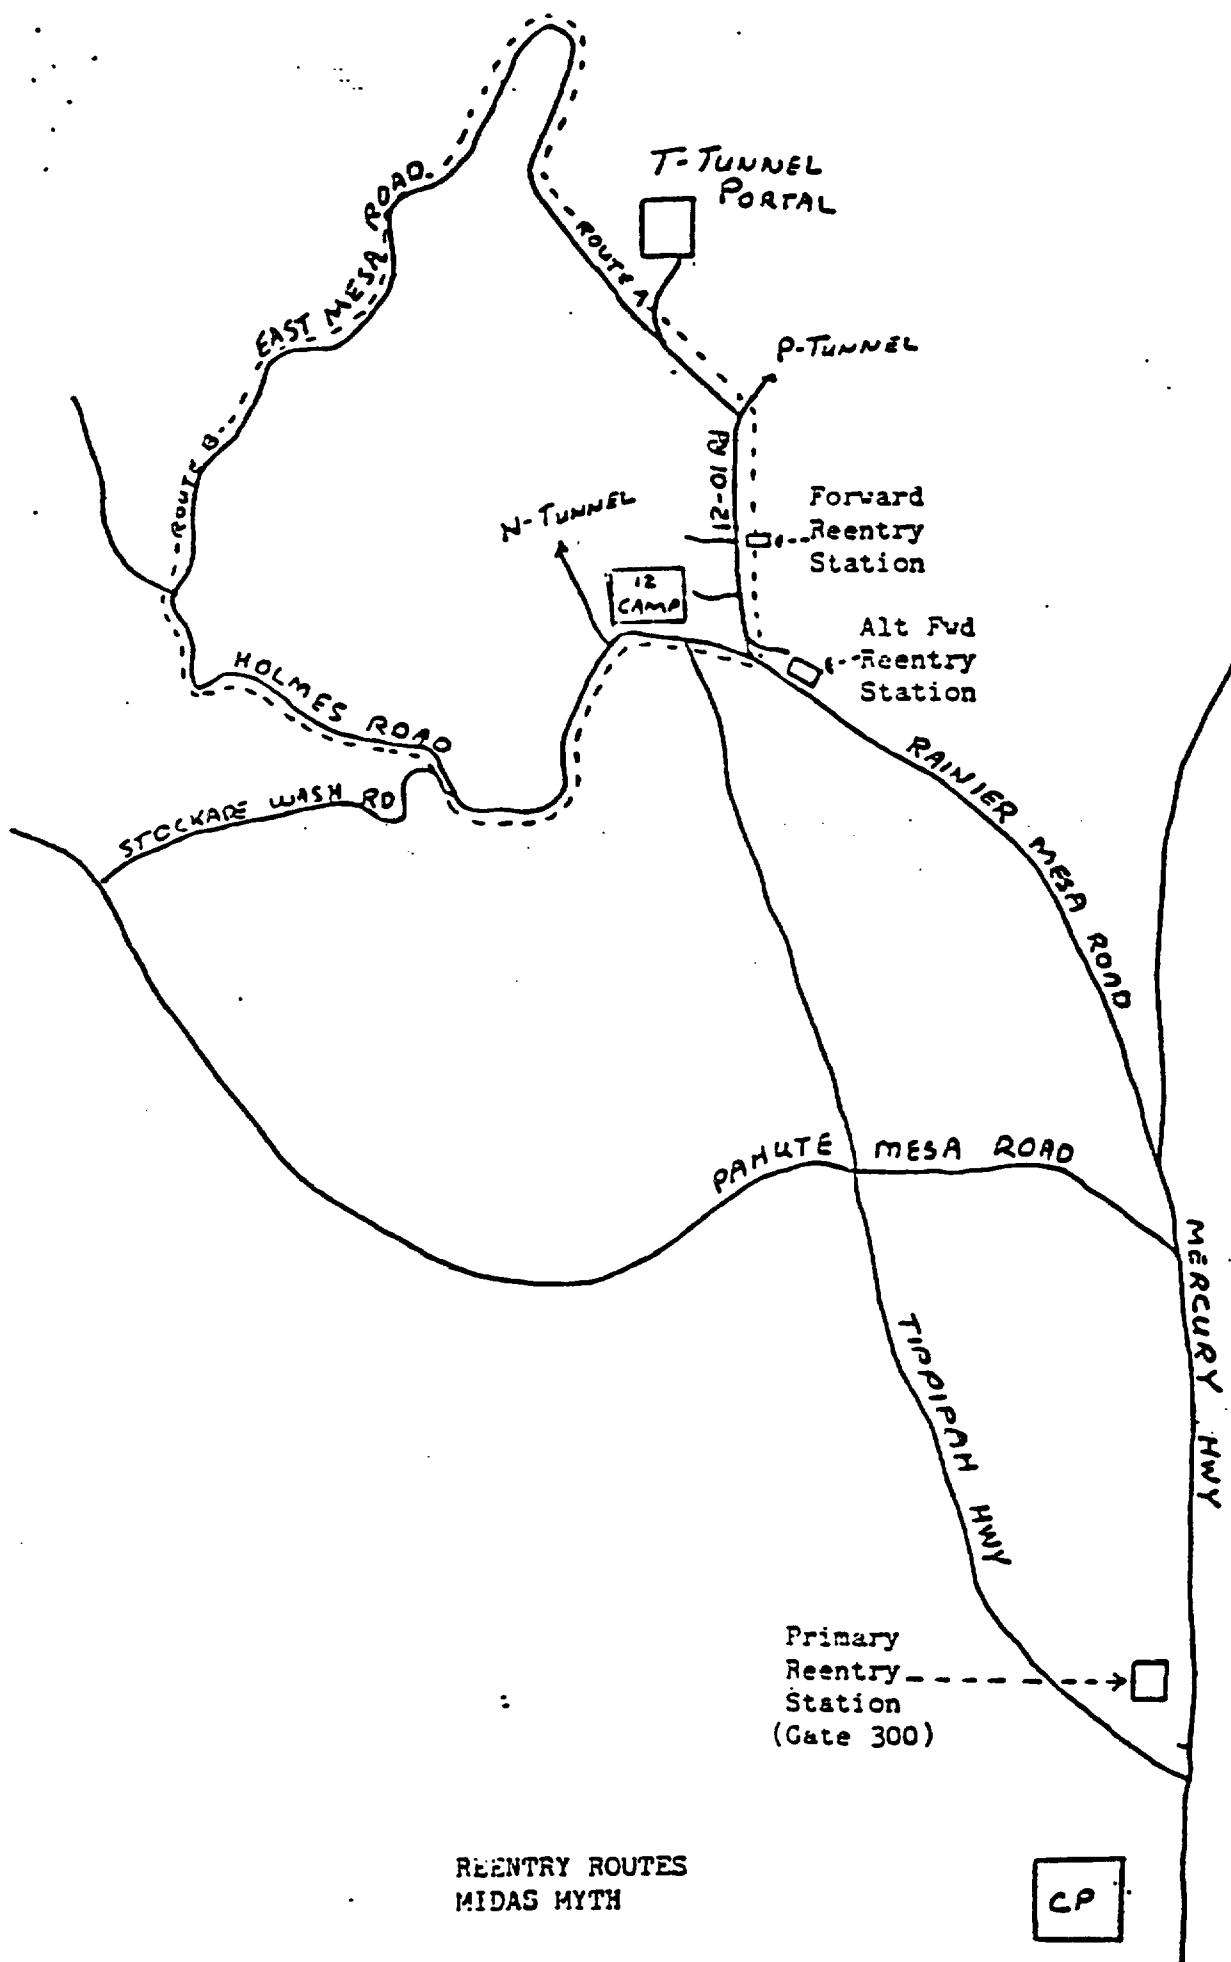 T-TUNNEL
PORTAL
ROUTE A
EAST MESA ROAD
P-TUNNEL
ROUTE B
12-01 Rd
N-TUNNEL
Forward
Reentry
Station
12
CAMP
Alt Fwd
Reentry
Station
HOLMES ROAD
RAINIER MESA ROAD
STOCKADE WASH RD
PAHUTE MESA ROAD
MERCURY HWY
TIPPIPAH HWY
Primary
Reentry
Station
(Gate 300)
REENTRY ROUTES
MIDAS MYTH
CP